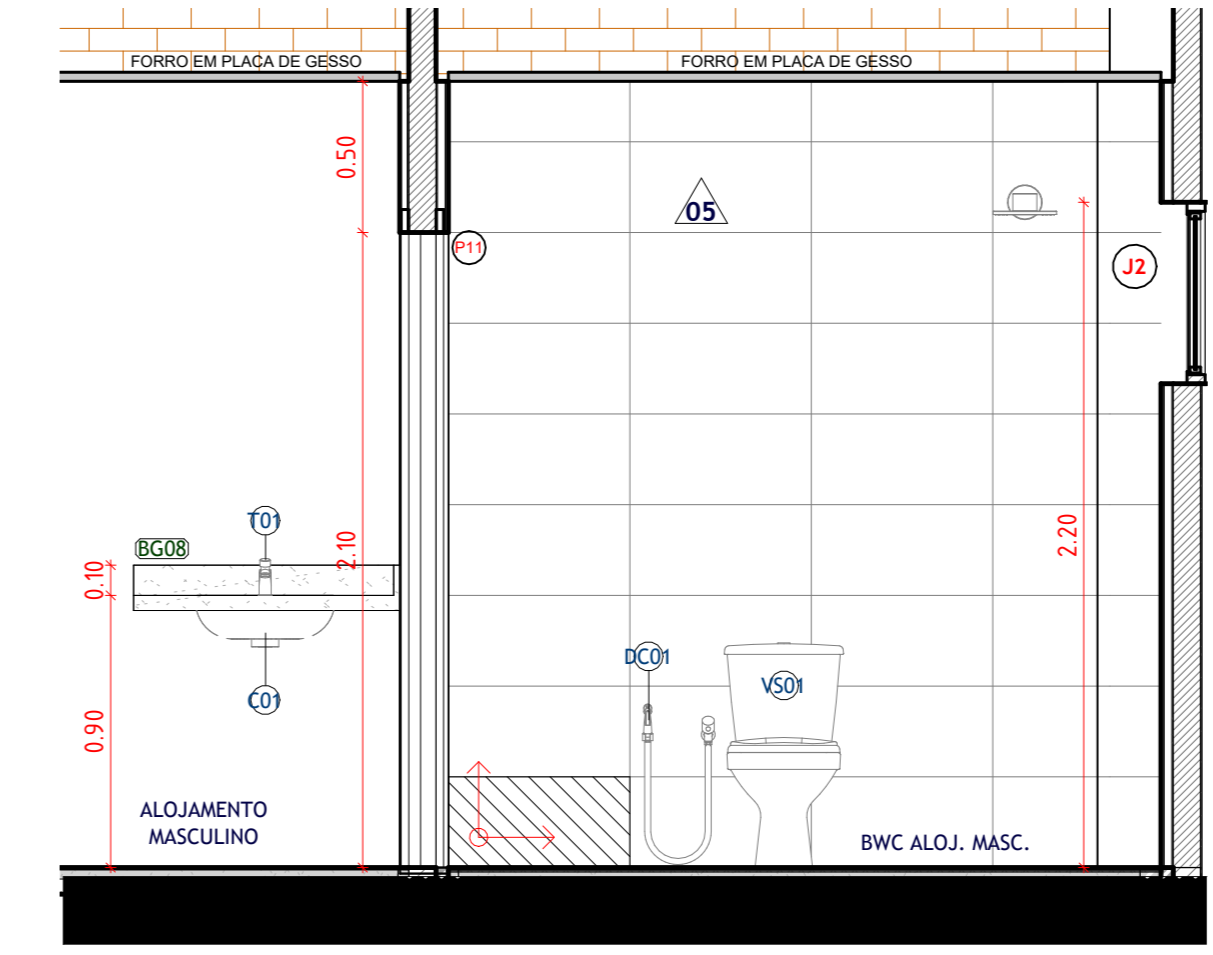 FORRO EM PLACA DE GESSO
FORRO EM PLACA DE GESSO
0.50
05
P11
J2
2.10
2.20
T01
BG08
0.10
C01
0.90
DC01
VS01
ALOJAMENTO
MASCULINO
BWC ALOJ. MASC.